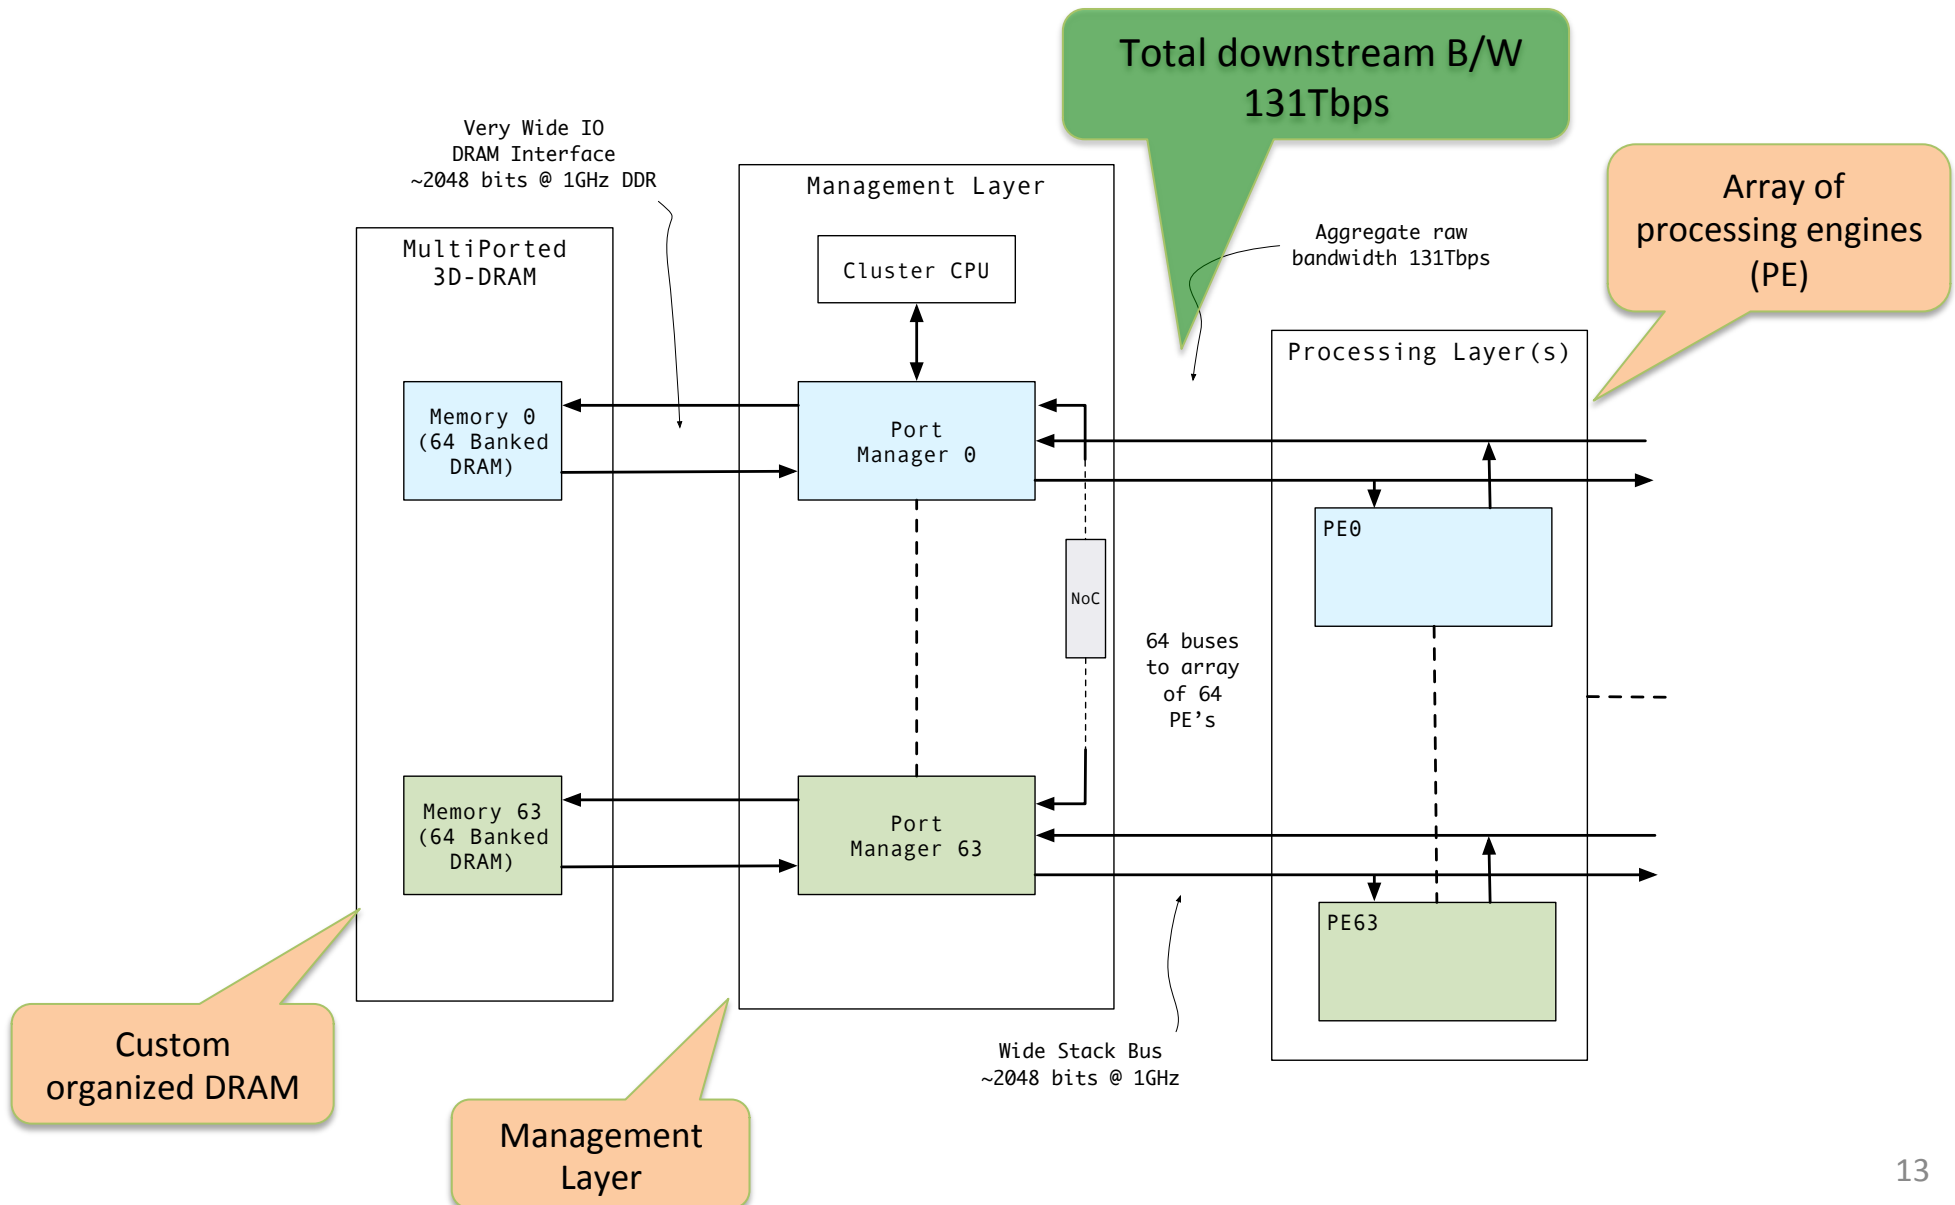 Total downstream B/W
131Tbps
Very Wide IO
DRAM Interface
~2048 bits @ 1GHz DDR
Management Layer
Array of
processing engines
(PE)
MultiPorted
3D-DRAM
Cluster CPU
Aggregate raw
bandwidth 131Tbps
Processing Layer(s)
Memory 0
(64 Banked
DRAM)
Port
Manager 0
PE0
NoC
64 buses
to array
of 64
PE's
Memory 63
(64 Banked
DRAM)
Port
Manager 63
PE63
Custom
organized DRAM
Wide Stack Bus
~2048 bits @ 1GHz
Management
Layer
13